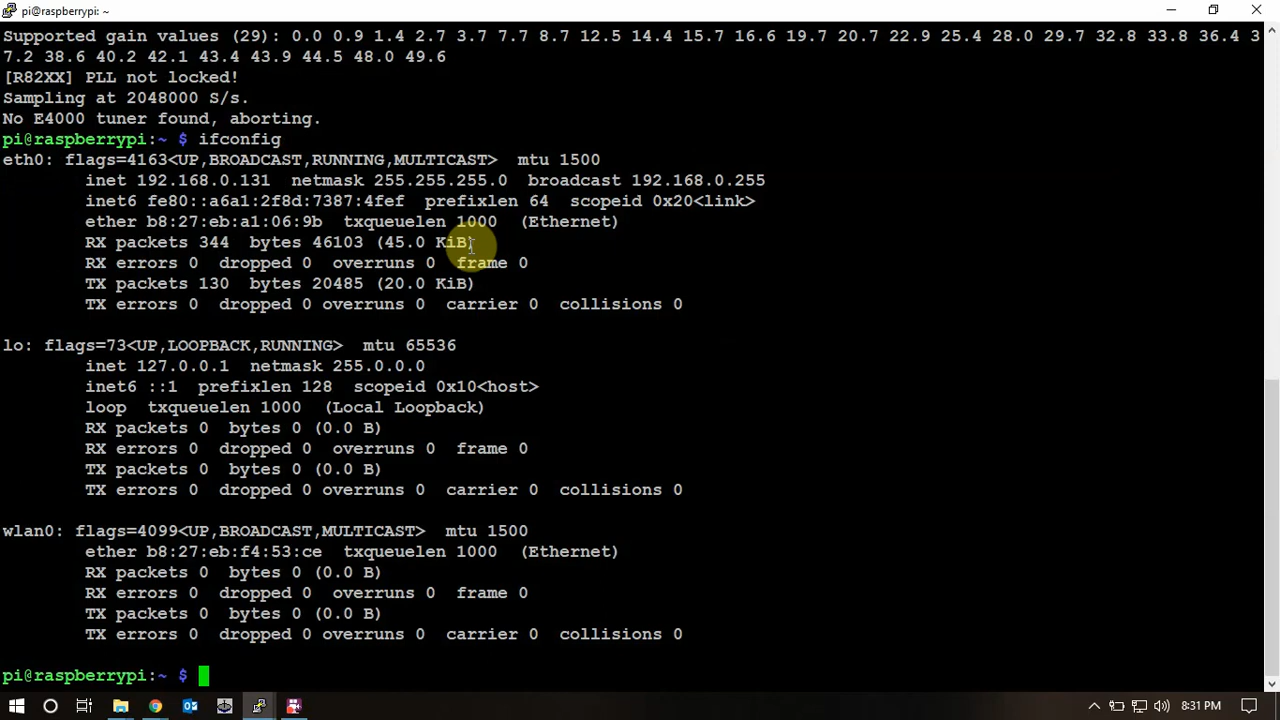 pi@raspberrypi: ~
Supported gain values (29): 0.0 0.9 1.4 2.7 3.7 7.7 8.7 12.5 14.4 15.7 16.6 19.7 20.7 22.9 25.4 28.0 29.7 32.8 33.8 36.4 3
7.2 38.6 40.2 42.1 43.4 43.9 44.5 48.0 49.6
[R82XX] PLL not locked!
Sampling at 2048000 S/s.
No E4000 tuner found, aborting.
pi@raspberrypi:~ $ ifconfig
eth0: flags=4163<UP,BROADCAST,RUNNING,MULTICAST>  mtu 1500
inet 192.168.0.131  netmask 255.255.255.0  broadcast 192.168.0.255
inet6 fe80::a6a1:2f8d:7387:4fef  prefixlen 64  scopeid 0x20<link>
ether b8:27:eb:a1:06:9b  txqueuelen 1000  (Ethernet)
RX packets 344  bytes 46103 (45.0 KiB)
RX errors 0  dropped 0  overruns 0  frame 0
TX packets 130  bytes 20485 (20.0 KiB)
TX errors 0  dropped 0 overruns 0  carrier 0  collisions 0
lo: flags=73<UP,LOOPBACK,RUNNING>  mtu 65536
inet 127.0.0.1  netmask 255.0.0.0
inet6 ::1  prefixlen 128  scopeid 0x10<host>
loop  txqueuelen 1000  (Local Loopback)
RX packets 0  bytes 0 (0.0 B)
RX errors 0  dropped 0  overruns 0  frame 0
TX packets 0  bytes 0 (0.0 B)
TX errors 0  dropped 0 overruns 0  carrier 0  collisions 0
wlan0: flags=4099<UP,BROADCAST,MULTICAST>  mtu 1500
ether b8:27:eb:f4:53:ce  txqueuelen 1000  (Ethernet)
RX packets 0  bytes 0 (0.0 B)
RX errors 0  dropped 0  overruns 0  frame 0
TX packets 0  bytes 0 (0.0 B)
TX errors 0  dropped 0 overruns 0  carrier 0  collisions 0
pi@raspberrypi:~ $
8:31 PM